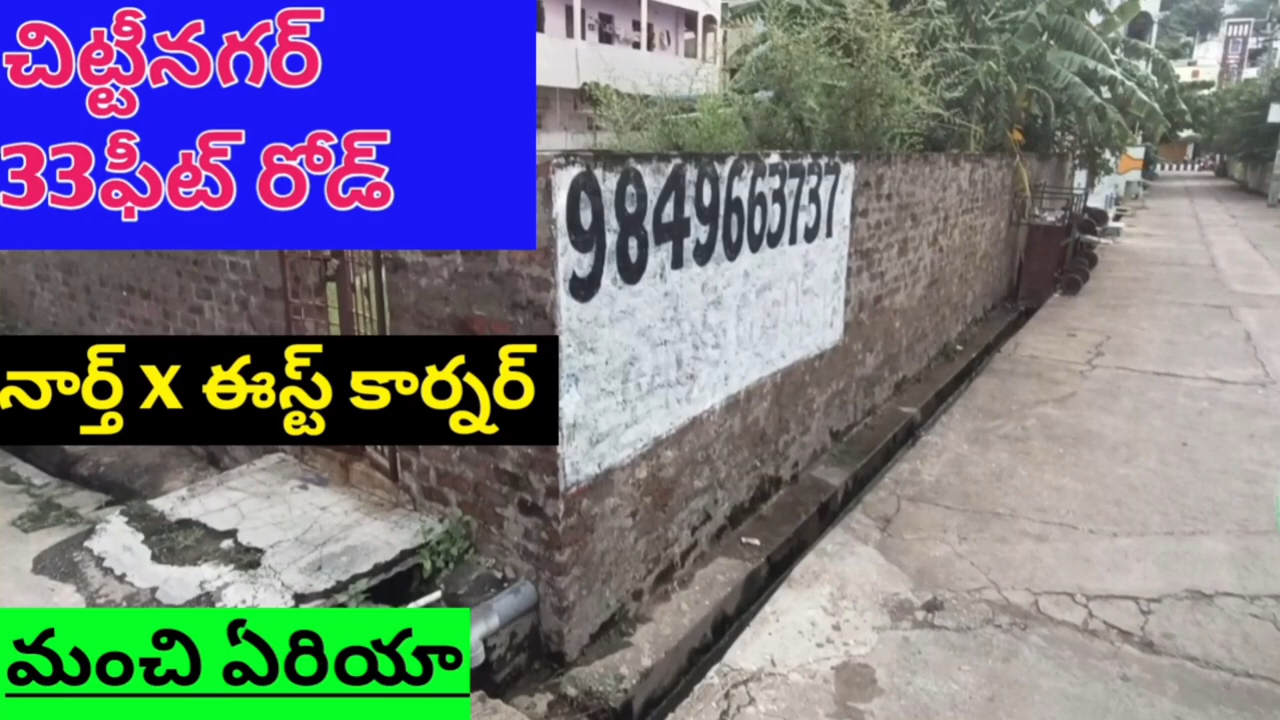 చిట్టీనగర్
33ఫీట్ రోడ్
9849663737
నార్త్ x ఈస్ట్ కార్నర్
మంచి ఏరియా